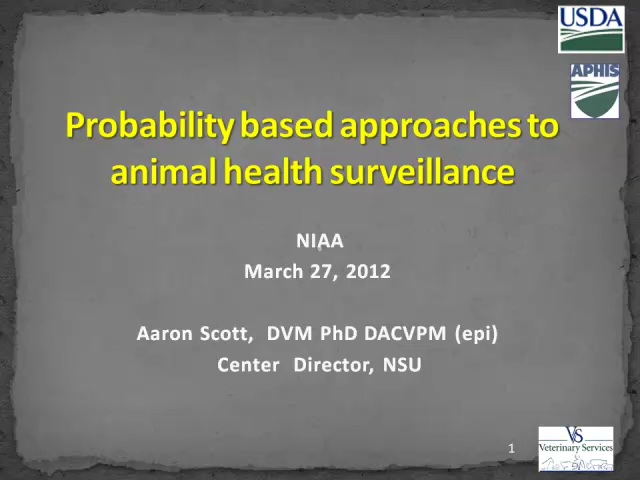 USDA
APHIS
Probability based approaches to
animal health surveillance
NIAA
March 27, 2012
Aaron Scott, DVM PhD DACVPM (epi)
Center Director, NSU
1
VS
Veterinary Services